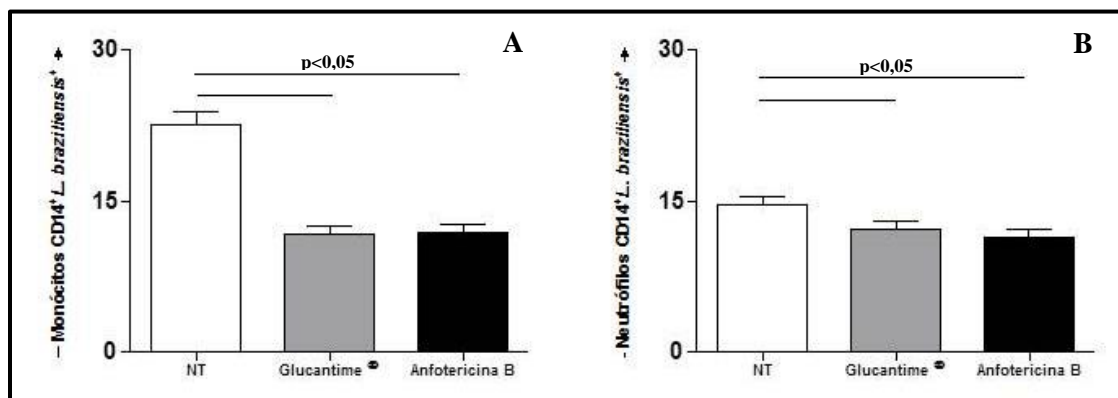 A
30
15
0
p<0,05
— Monócitos CD14⁺ L. braziliensis⁺ →
NT
Glucantime ®
Anfotericina B
B
30
15
0
p<0,05
- Neutrófilos CD14⁺ L. braziliensis⁺ →
NT
Glucantime ®
Anfotericina B